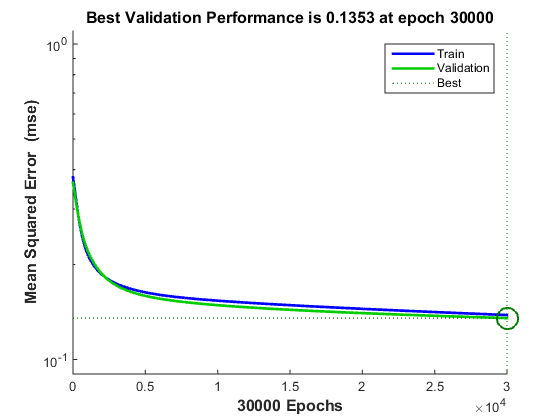 Best Validation Performance is 0.1353 at epoch 30000
10^0
Train
Validation
Best
Mean Squared Error (mse)
10^-1
0 0.5 1 1.5 2 2.5 3
×10^4
30000 Epochs